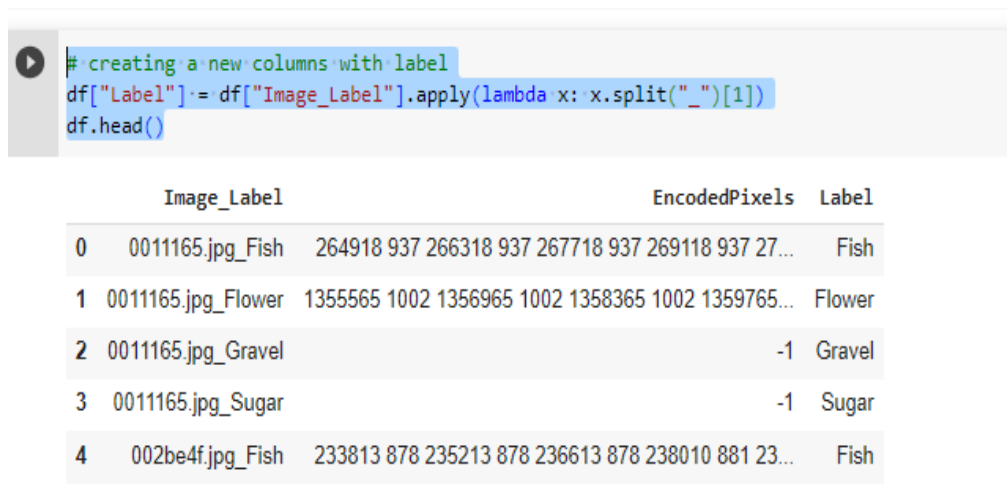 # creating a new columns with label
df["Label"] = df["Image_Label"].apply(lambda x: x.split("_")[1])
df.head()
Image_Label EncodedPixels Label
0 0011165.jpg_Fish 264918 937 266318 937 267718 937 269118 937 27... Fish
1 0011165.jpg_Flower 1355565 1002 1356965 1002 1358365 1002 1359765... Flower
2 0011165.jpg_Gravel -1 Gravel
3 0011165.jpg_Sugar -1 Sugar
4 002be4f.jpg_Fish 233813 878 235213 878 236613 878 238010 881 23... Fish